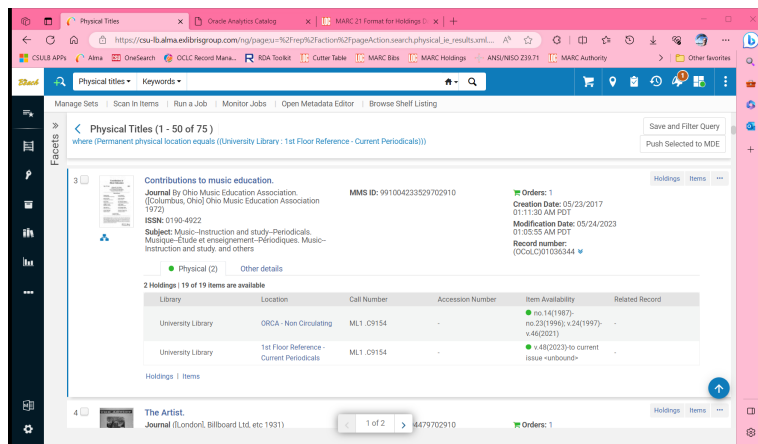 Physical Titles
Oracle Analytics Catalog
MARC 21 Format for Holdings D
https://csu-lb.alma.exlibrisgroup.com/ng/page;u=%2Frep%2Faction%2FpageAction.search.physical_ie_results.xml...
CSULB APPs
Alma
OneSearch
OCLC Record Mana...
RDA Toolkit
Cutter Table
MARC Bibs
MARC Holdings
ANSI/NISO Z39.71
MARC Authority
Other favorites
Physical titles
Keywords
Manage Sets | Scan In Items | Run a Job | Monitor Jobs | Open Metadata Editor | Browse Shelf Listing
Facets
Physical Titles (1 - 50 of 75 )
where (Permanent physical location equals ((University Library : 1st Floor Reference - Current Periodicals)))
Save and Filter Query
Push Selected to MDE
3
Contributions to music education.
Journal By Ohio Music Education Association.
([Columbus, Ohio] Ohio Music Education Association
1972)
ISSN: 0190-4922
Subject: Music--Instruction and study--Periodicals.
Musique--Étude et enseignement--Périodiques. Music--
Instruction and study. and others
MMS ID: 991004233529702910
Orders: 1
Creation Date: 05/23/2017
01:11:30 AM PDT
Modification Date: 05/24/2023
01:05:55 AM PDT
Record number:
(OCoLC)01036344
Holdings Items ...
Physical (2) Other details
2 Holdings | 19 of 19 items are available
Library Location Call Number Accession Number Item Availability Related Record
University Library ORCA - Non Circulating ML1 .C9154 - no.14(1987)-
no.23(1996); v.24(1997)- -
v.46(2021)
University Library 1st Floor Reference -
Current Periodicals ML1 .C9154 - v.48(2023)-to current
issue <unbound> -
Holdings | Items
4
The Artist.
Journal ([London], Billboard Ltd. etc 1931)
1 of 2
4479702910
Orders: 1
Holdings Items ...